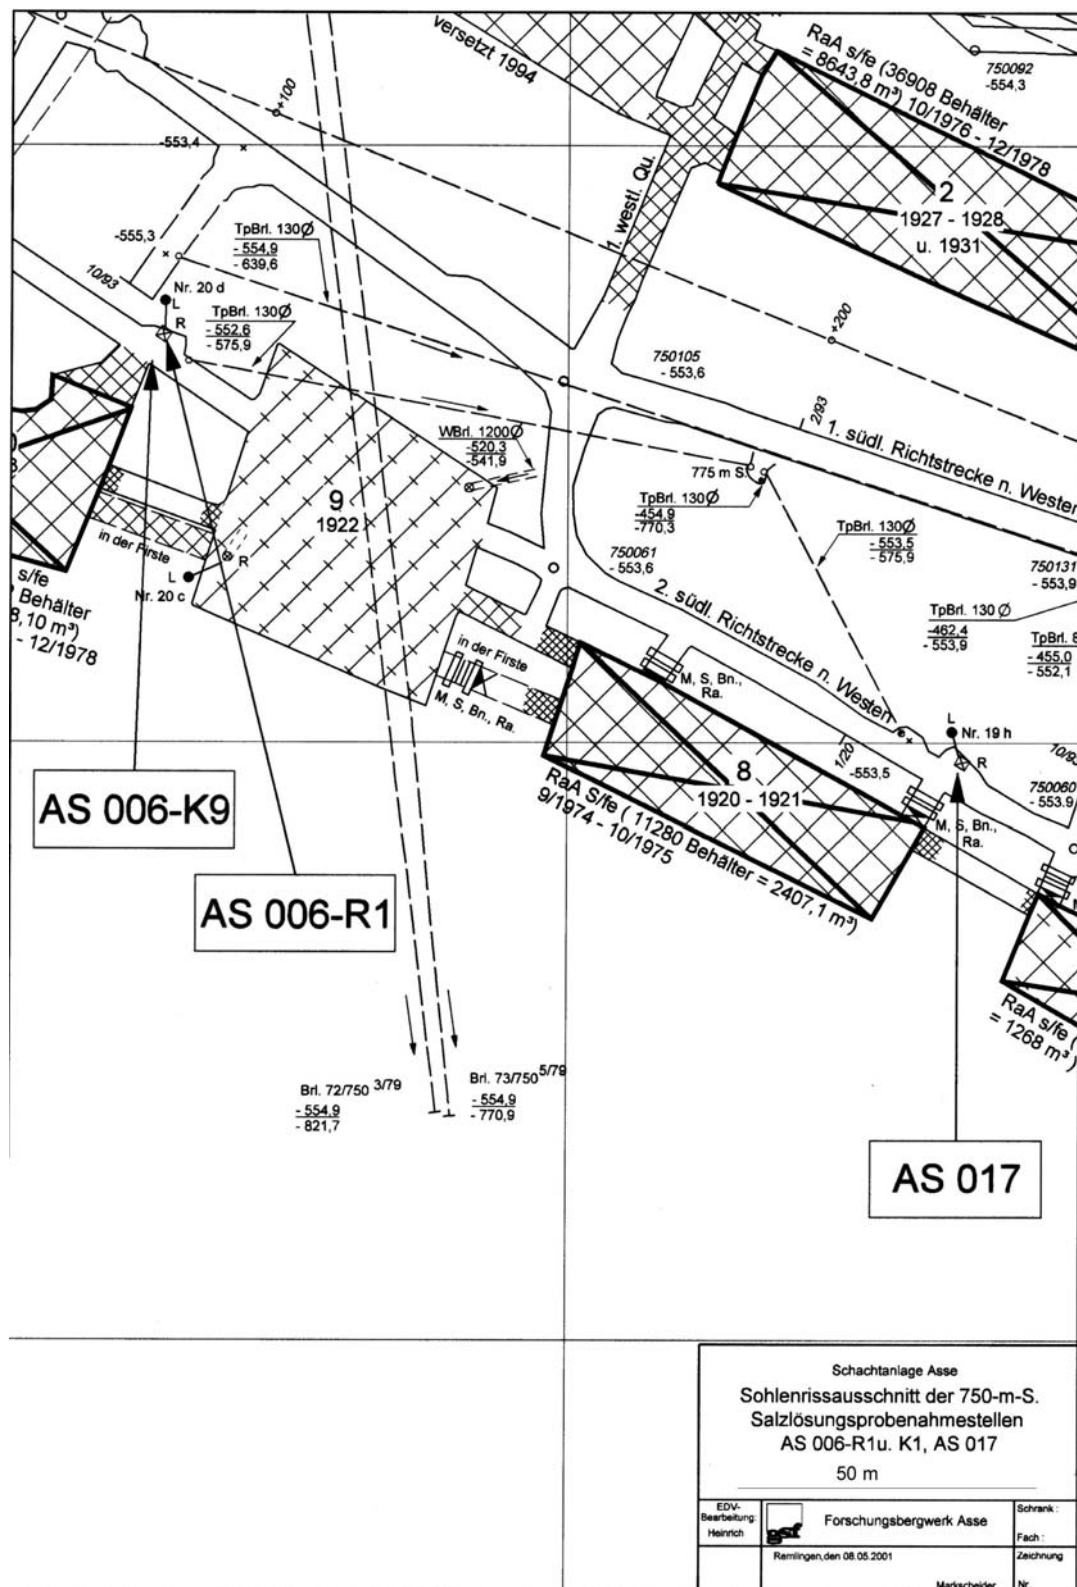 versetzt 1994
RaA s/fe (36908 Behälter
= 8643,8 m³) 10/1976 - 12/1978
750092
-554,3
+100
-553,4
1. westl. Qu.
2
1927 - 1928
u. 1931
-555,3
TpBrl. 130Ø
- 554,9
- 639,6
10/93
Nr. 20 d
L
R
TpBrl. 130Ø
- 552,6
- 575,9
+200
750105
- 553,6
2/93
1. südl. Richtstrecke n. Westen
WBrl. 1200Ø
-520,3
-541,9
775 m S.
TpBrl. 130Ø
-454,9
-770,3
9
1922
TpBrl. 130Ø
- 553,5
- 575,9
in der Firste
R
L
Nr. 20 c
750061
- 553,6
750131
- 553,9
2. südl. Richtstrecke n. Westen
TpBrl. 130 Ø
-462,4
- 553,9
TpBrl. 8
- 455,0
- 552,1
s/fe
Behälter
8,10 m³)
- 12/1978
in der Firste
M, S, Bn., Ra.
M, S, Bn.,
Ra.
L
Nr. 19 h
R
10/93
1/20
-553,5
750060
- 553,9
8
1920 - 1921
RaA S/fe ( 11280 Behälter = 2407,1 m³)
9/1974 - 10/1975
M, S, Bn.,
Ra.
AS 006-K9
AS 006-R1
RaA s/fe (
= 1268 m³)
Brl. 72/750 3/79
- 554,9
- 821,7
Brl. 73/750 5/79
- 554,9
- 770,9
AS 017
Schachtanlage Asse
Sohlenrissausschnitt der 750-m-S.
Salzlösungsprobenahmestellen
AS 006-R1u. K1, AS 017
50 m
EDV-
Bearbeitung:
Heinrich
gsf
Forschungsbergwerk Asse
Schrank :
Fach :
Remlingen,den 08.05.2001
Zeichnung
Markscheider
Nr.